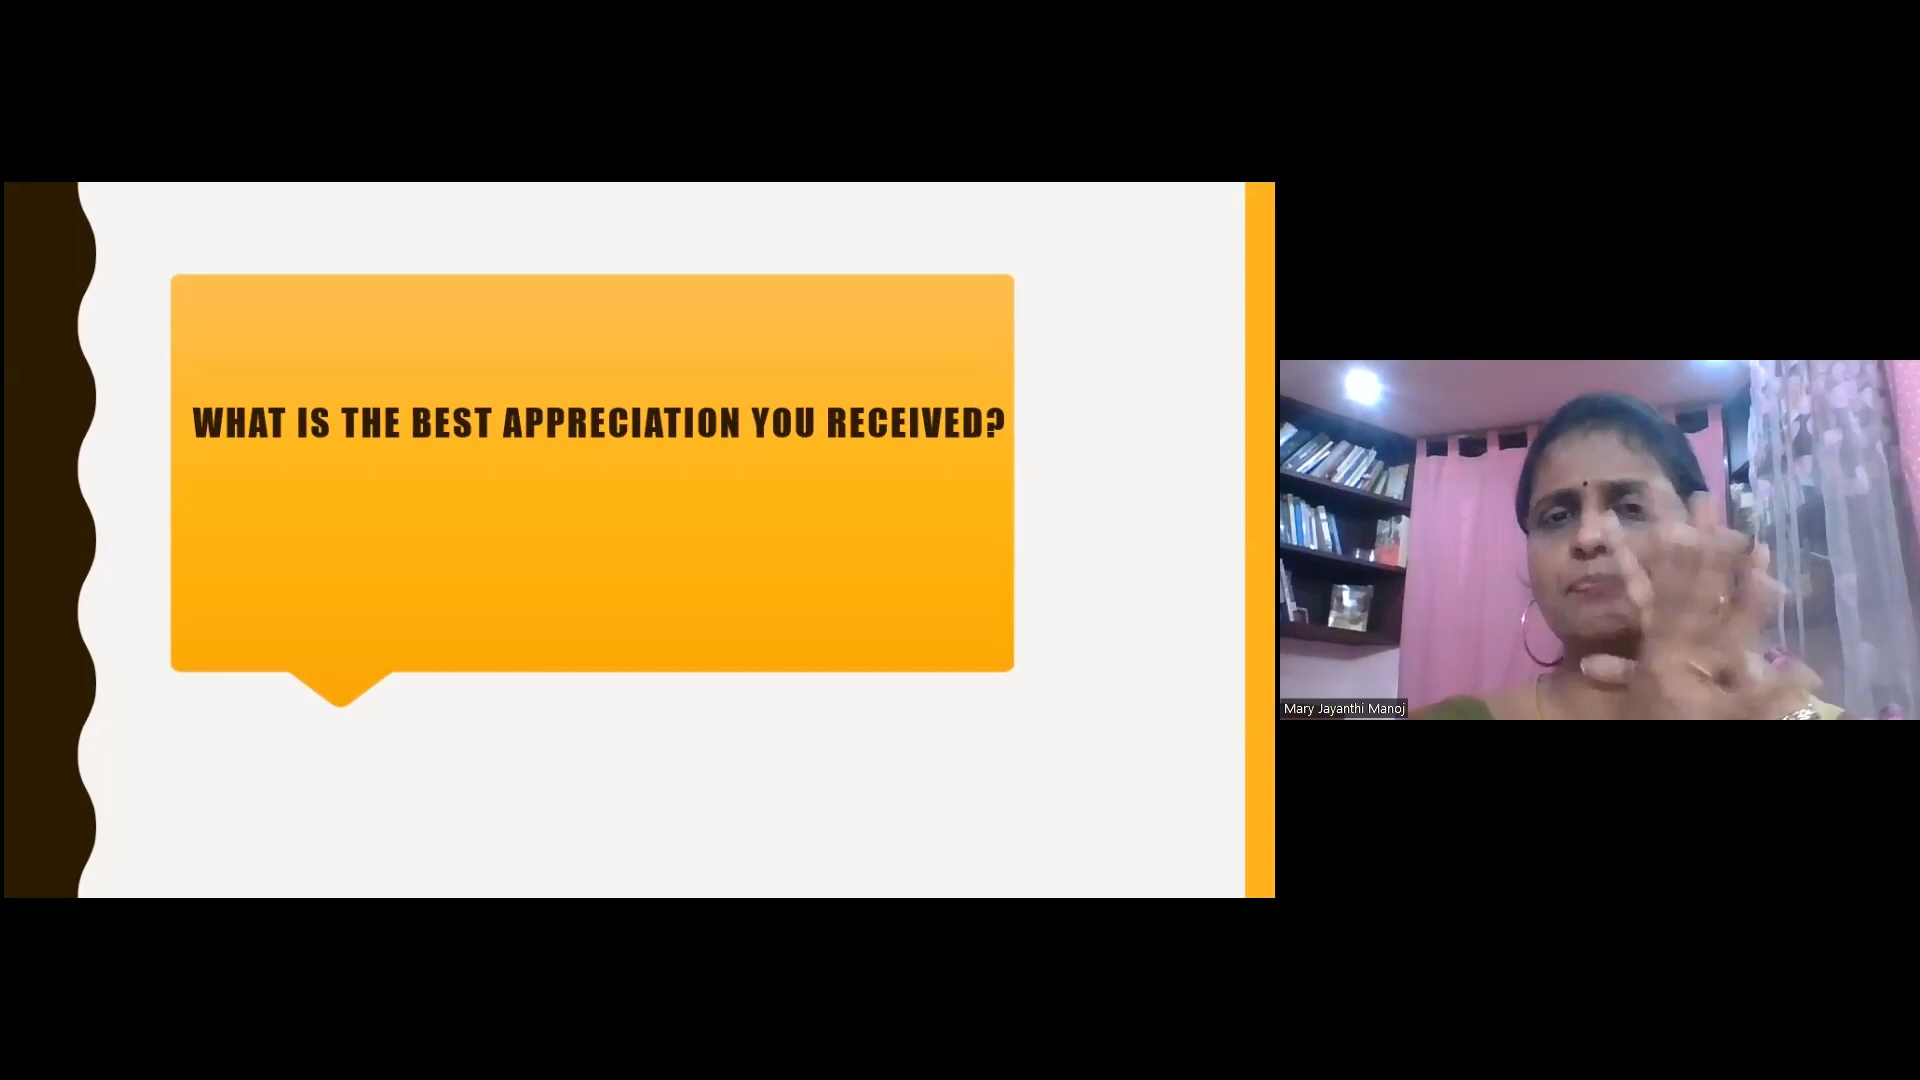 WHAT IS THE BEST APPRECIATION YOU RECEIVED?
Mary Jayanthi Manoj